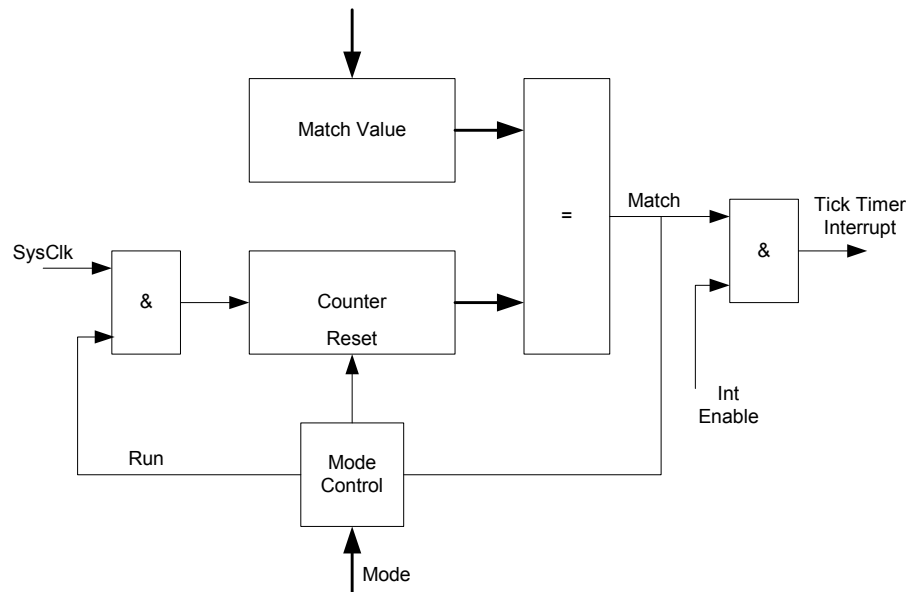 Match Value
=
Match
Tick Timer
Interrupt
&
SysClk
&
Counter
Reset
Int
Enable
Run
Mode
Control
Mode